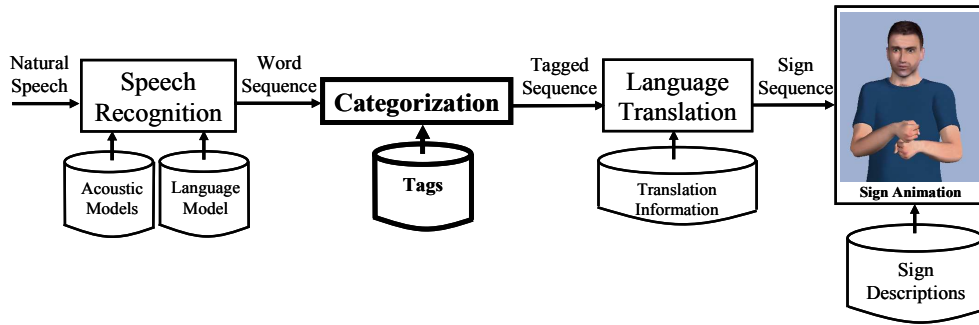 Natural
Speech
Speech
Recognition
Word
Sequence
Categorization
Tagged
Sequence
Language
Translation
Sign
Sequence
Sign Animation
Acoustic
Models
Language
Model
Tags
Translation
Information
Sign
Descriptions